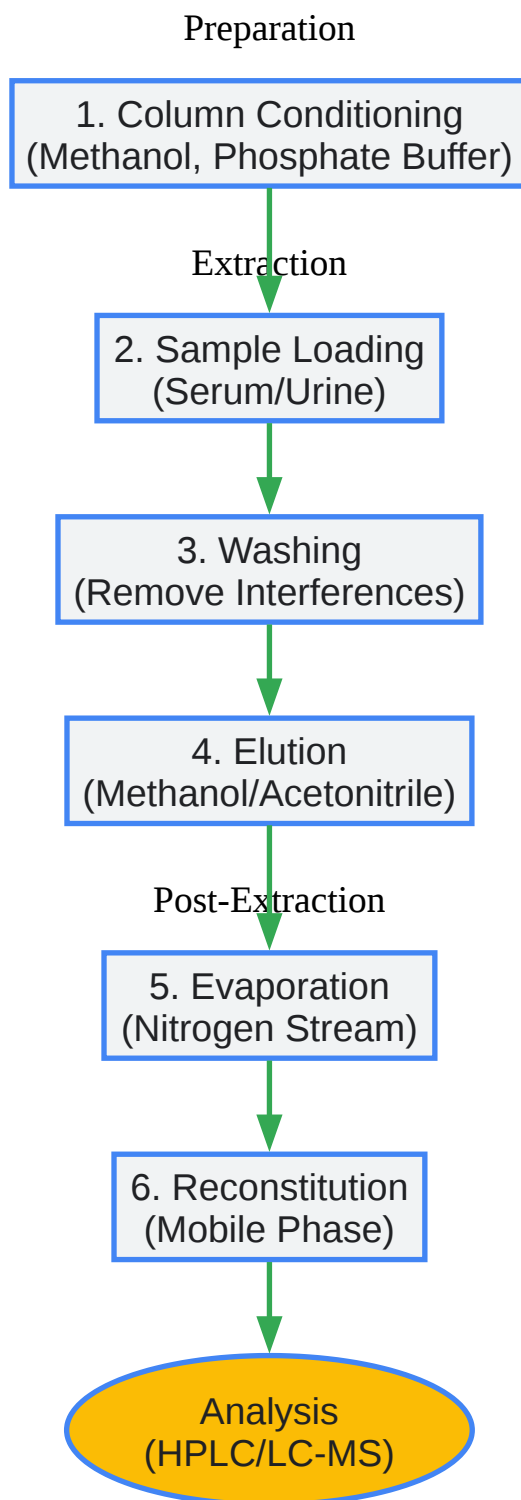 Preparation
1. Column Conditioning
(Methanol, Phosphate Buffer)
Extraction
2. Sample Loading
(Serum/Urine)
3. Washing
(Remove Interferences)
4. Elution
(Methanol/Acetonitrile)
Post-Extraction
5. Evaporation
(Nitrogen Stream)
6. Reconstitution
(Mobile Phase)
Analysis
(HPLC/LC-MS)